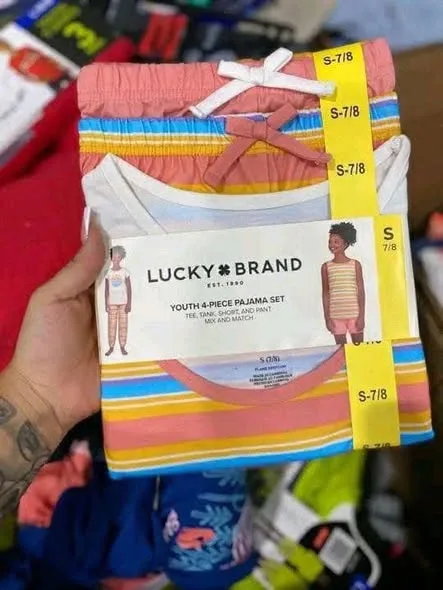 S-7/8
S-7/8
S-7/8
S
7/8
LUCKY BRAND
EST. 1990
YOUTH 4-PIECE PAJAMA SET
TEE, TANK, SHORT, AND PANT
MIX AND MATCH
S (7/8)
S-7/8